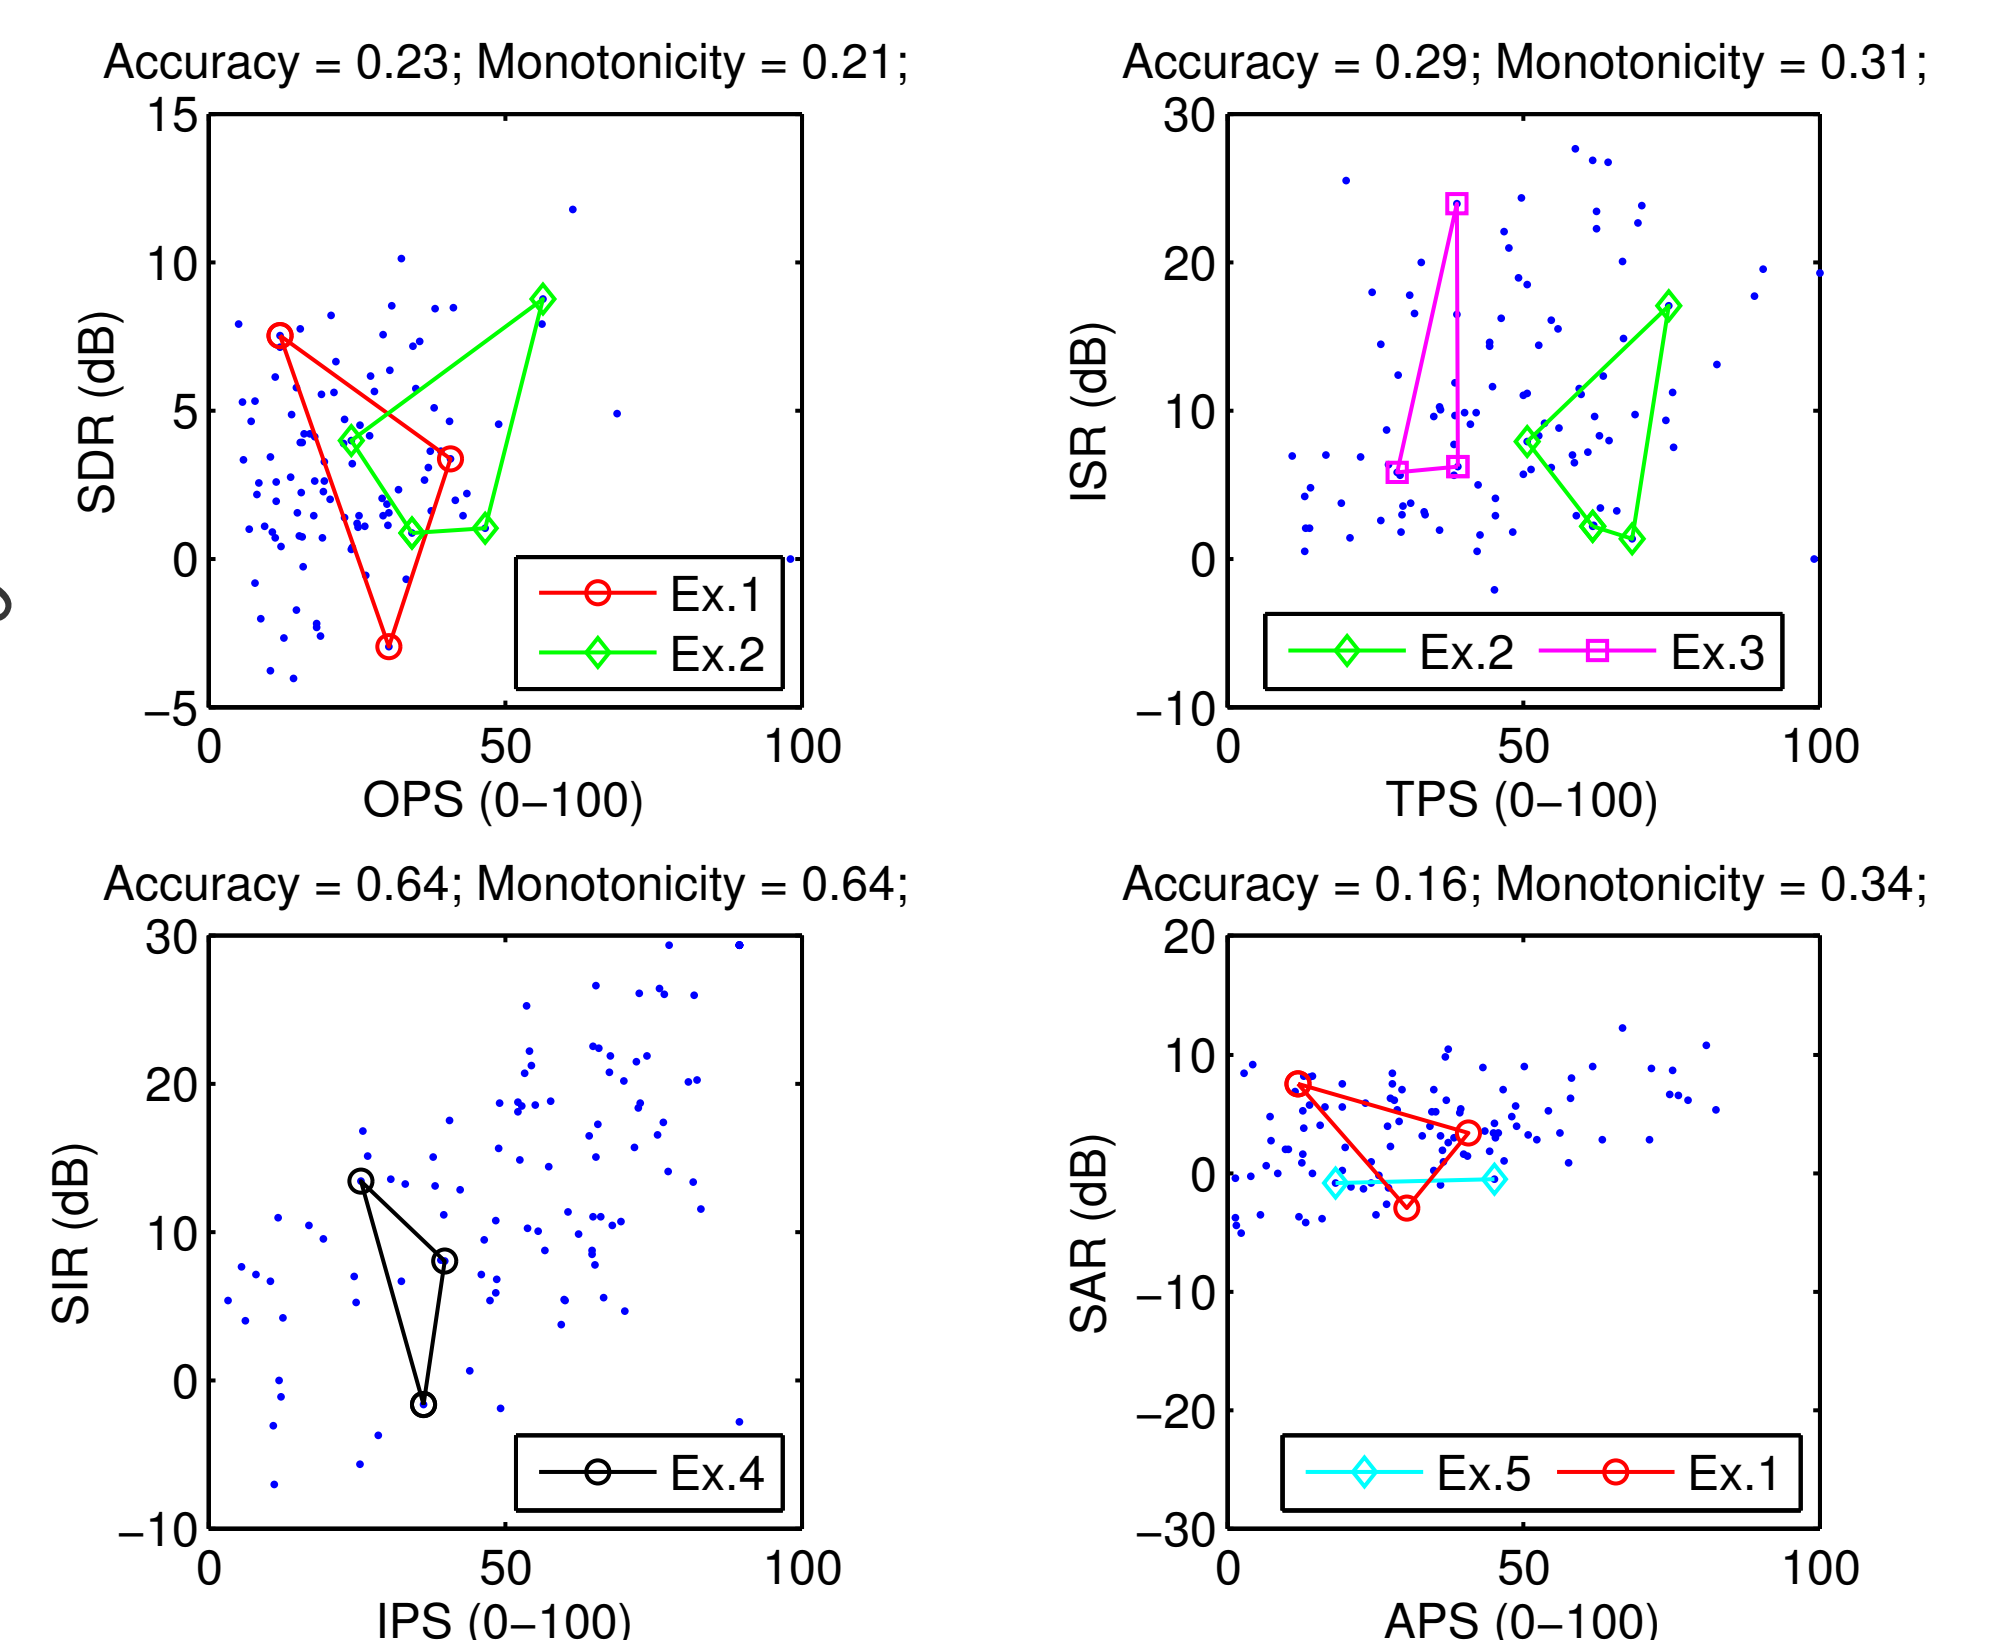 Accuracy = 0.23; Monotonicity = 0.21;
15
10
5
0
−5
0 50 100
SDR (dB)
OPS (0−100)
Ex.1
Ex.2
Accuracy = 0.29; Monotonicity = 0.31;
30
20
10
0
−10
0 50 100
ISR (dB)
TPS (0−100)
Ex.2 Ex.3
Accuracy = 0.64; Monotonicity = 0.64;
30
20
10
0
−10
0 50 100
SIR (dB)
IPS (0−100)
Ex.4
Accuracy = 0.16; Monotonicity = 0.34;
20
10
0
−10
−20
−30
0 50 100
SAR (dB)
APS (0−100)
Ex.5 Ex.1